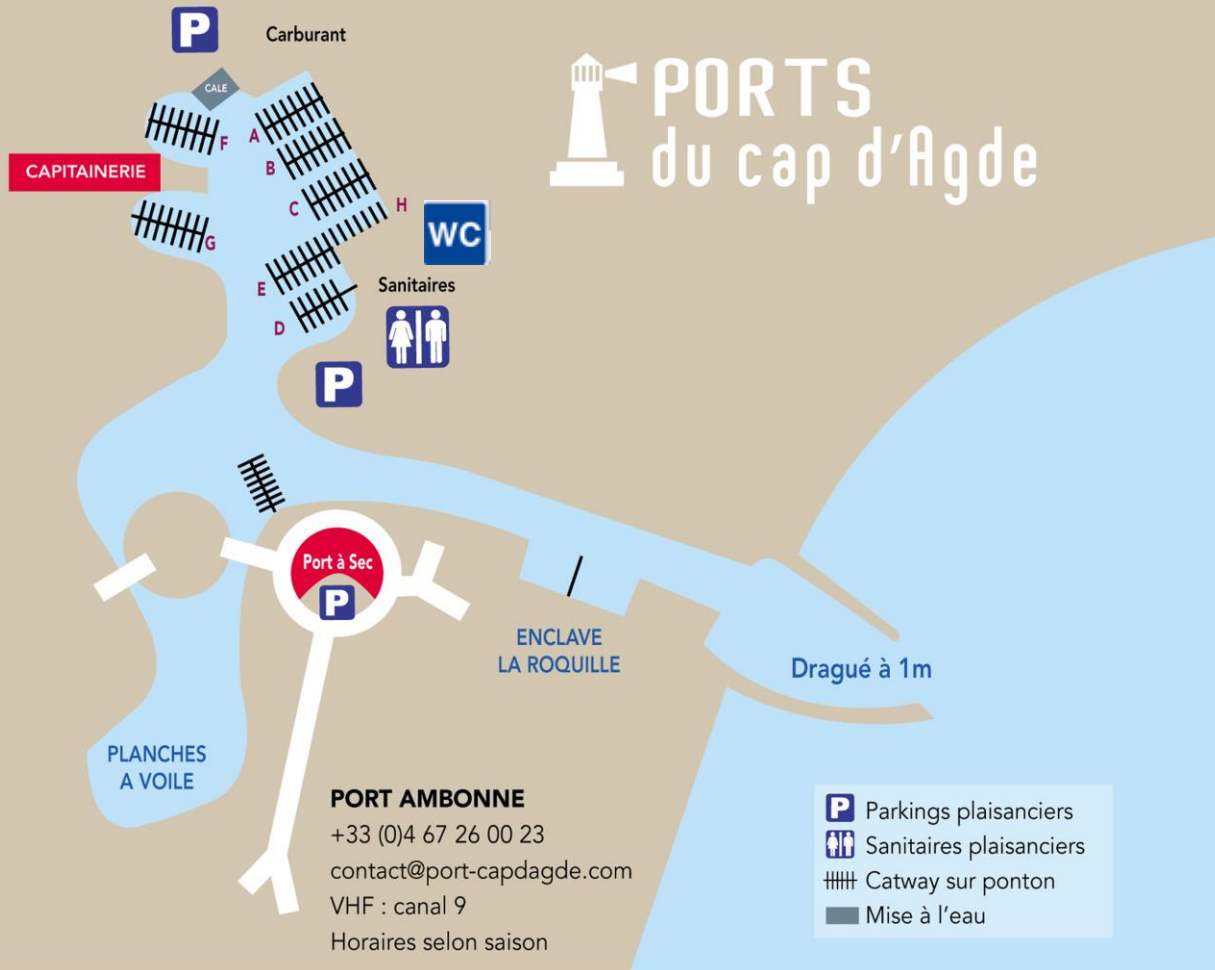 P
Carburant
CALE
PORTS
du cap d'Agde
F
A
B
CAPITAINERIE
C
H
G
WC
E
Sanitaires
D
P
Port à Sec
P
ENCLAVE
LA ROQUILLE
Dragué à 1m
PLANCHES
A VOILE
PORT AMBONNE
+33 (0)4 67 26 00 23
contact@port-capdagde.com
VHF : canal 9
Horaires selon saison
P Parkings plaisanciers
Sanitaires plaisanciers
Catway sur ponton
Mise à l'eau